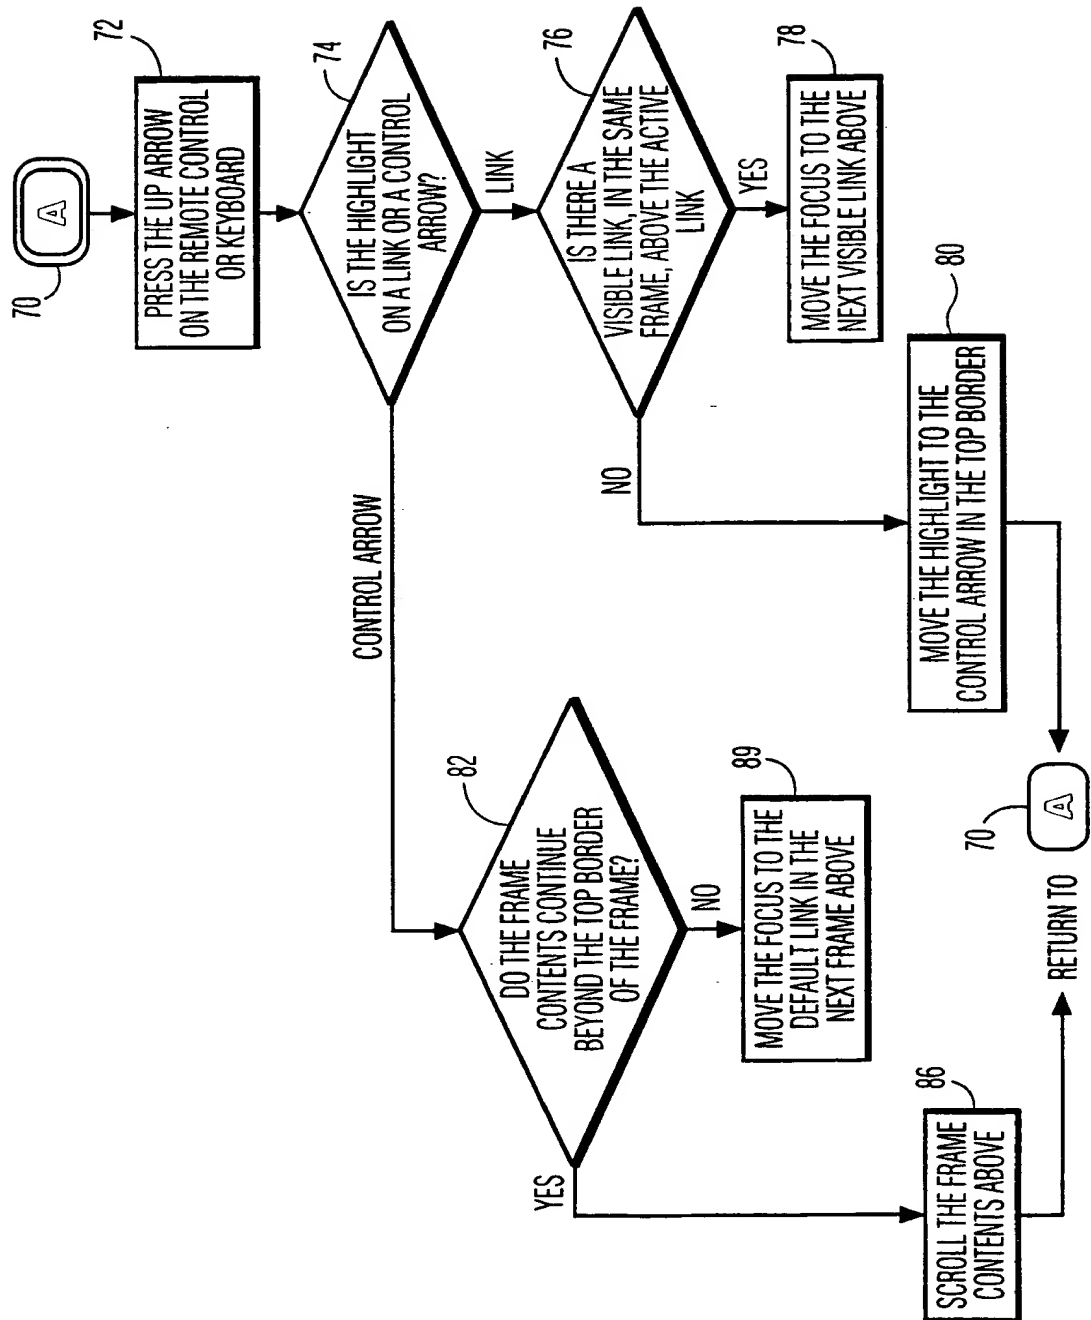 A
70
72
PRESS THE UP ARROW
ON THE REMOTE CONTROL
OR KEYBOARD
74
IS THE HIGHLIGHT
ON A LINK OR A CONTROL
ARROW?
LINK
CONTROL ARROW
76
IS THERE A
VISIBLE LINK, IN THE SAME
FRAME, ABOVE THE ACTIVE
LINK
YES
NO
78
MOVE THE FOCUS TO THE
NEXT VISIBLE LINK ABOVE
80
MOVE THE HIGHLIGHT TO THE
CONTROL ARROW IN THE TOP BORDER
82
DO THE FRAME
CONTENTS CONTINUE
BEYOND THE TOP BORDER
OF THE FRAME?
NO
YES
89
MOVE THE FOCUS TO THE
DEFAULT LINK IN THE
NEXT FRAME ABOVE
86
SCROLL THE FRAME
CONTENTS ABOVE
RETURN TO
70
A